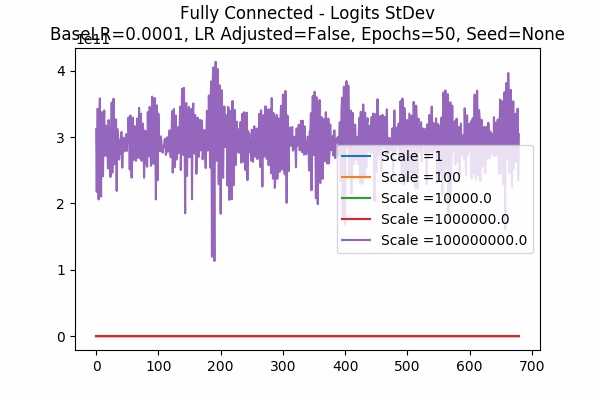 Fully Connected - Logits StDev
BaseLR=0.0001, LR Adjusted=False, Epochs=50, Seed=None
1e11
4
3
2
1
0
Scale =1
Scale =100
Scale =10000.0
Scale =1000000.0
Scale =100000000.0
0 100 200 300 400 500 600 700